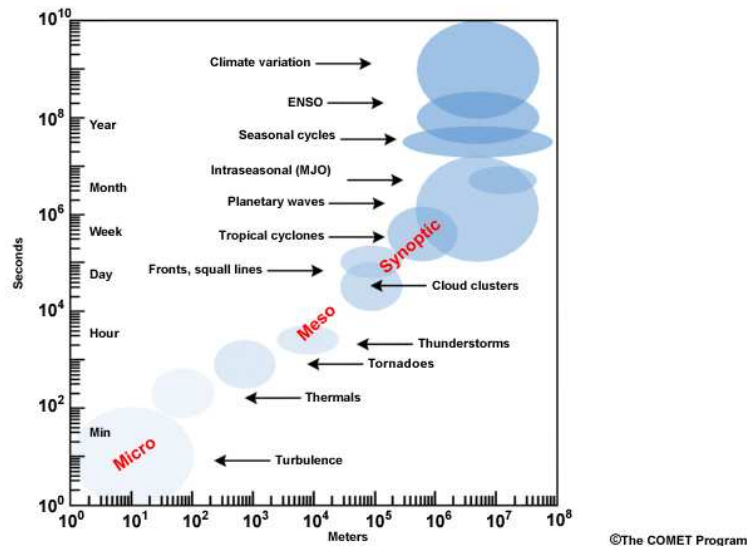 10^10
Climate variation
ENSO
10^8
Year
Seasonal cycles
Intraseasonal (MJO)
Month
Planetary waves
10^6
Week
Tropical cyclones
Synoptic
Seconds
Day
Fronts, squall lines
Cloud clusters
10^4
Meso
Hour
Thunderstorms
Tornadoes
Thermals
10^2
Min
Micro
Turbulence
10^0
10^0 10^1 10^2 10^3 10^4 10^5 10^6 10^7 10^8
Meters
©The COMET Program